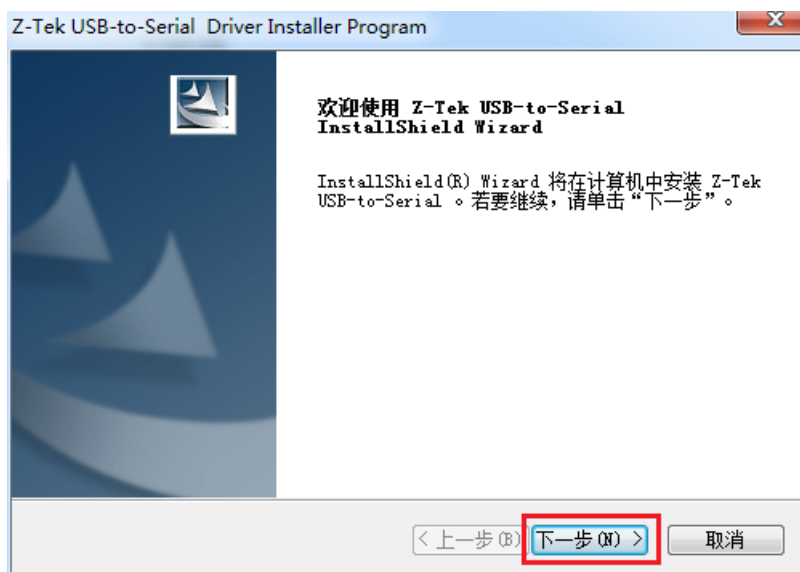 Z-Tek USB-to-Serial  Driver Installer Program
欢迎使用 Z-Tek USB-to-Serial
InstallShield Wizard
InstallShield(R) Wizard 将在计算机中安装 Z-Tek
USB-to-Serial 。若要继续，请单击“下一步”。
< 上一步(B) 下一步(N) > 取消